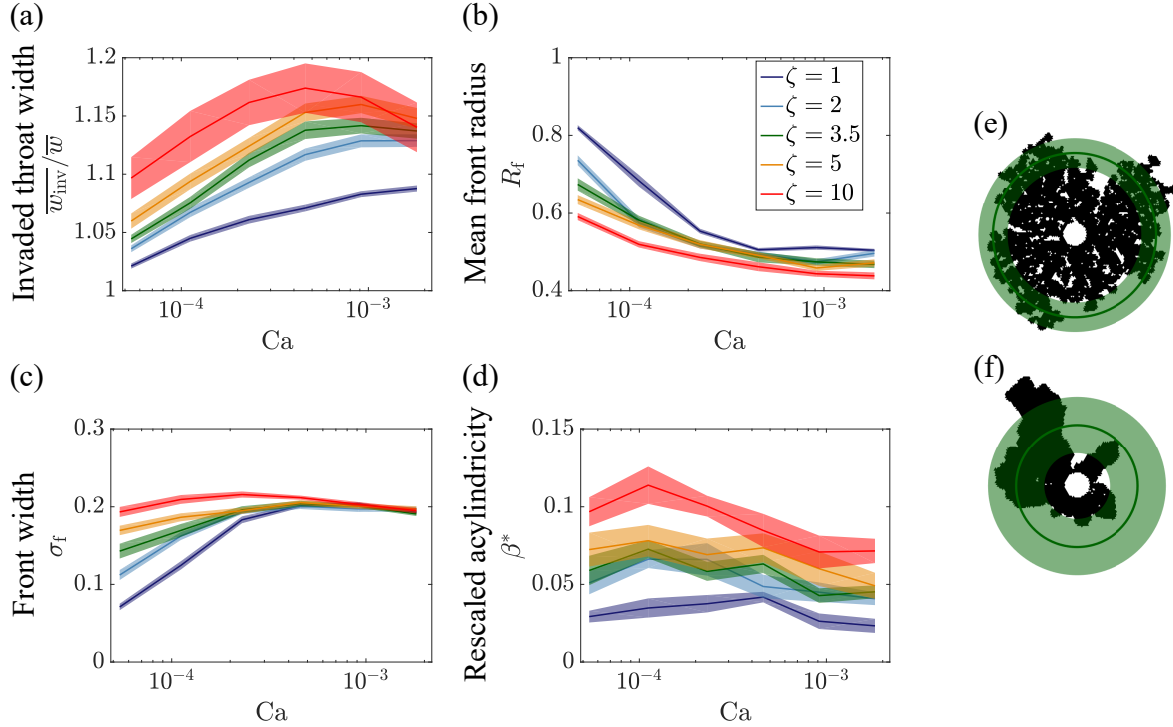 (a)
Invaded throat width
w̅_inv/w̅
1.2
1.15
1.1
1.05
1
10⁻⁴
10⁻³
Ca
(b)
Mean front radius
R_f
1
0.8
0.6
0.4
ζ = 1
ζ = 2
ζ = 3.5
ζ = 5
ζ = 10
10⁻⁴
10⁻³
Ca
(c)
Front width
σ_f
0.3
0.2
0.1
0
10⁻⁴
10⁻³
Ca
(d)
Rescaled acylindricity
β*
0.15
0.1
0.05
0
10⁻⁴
10⁻³
Ca
(e)
(f)